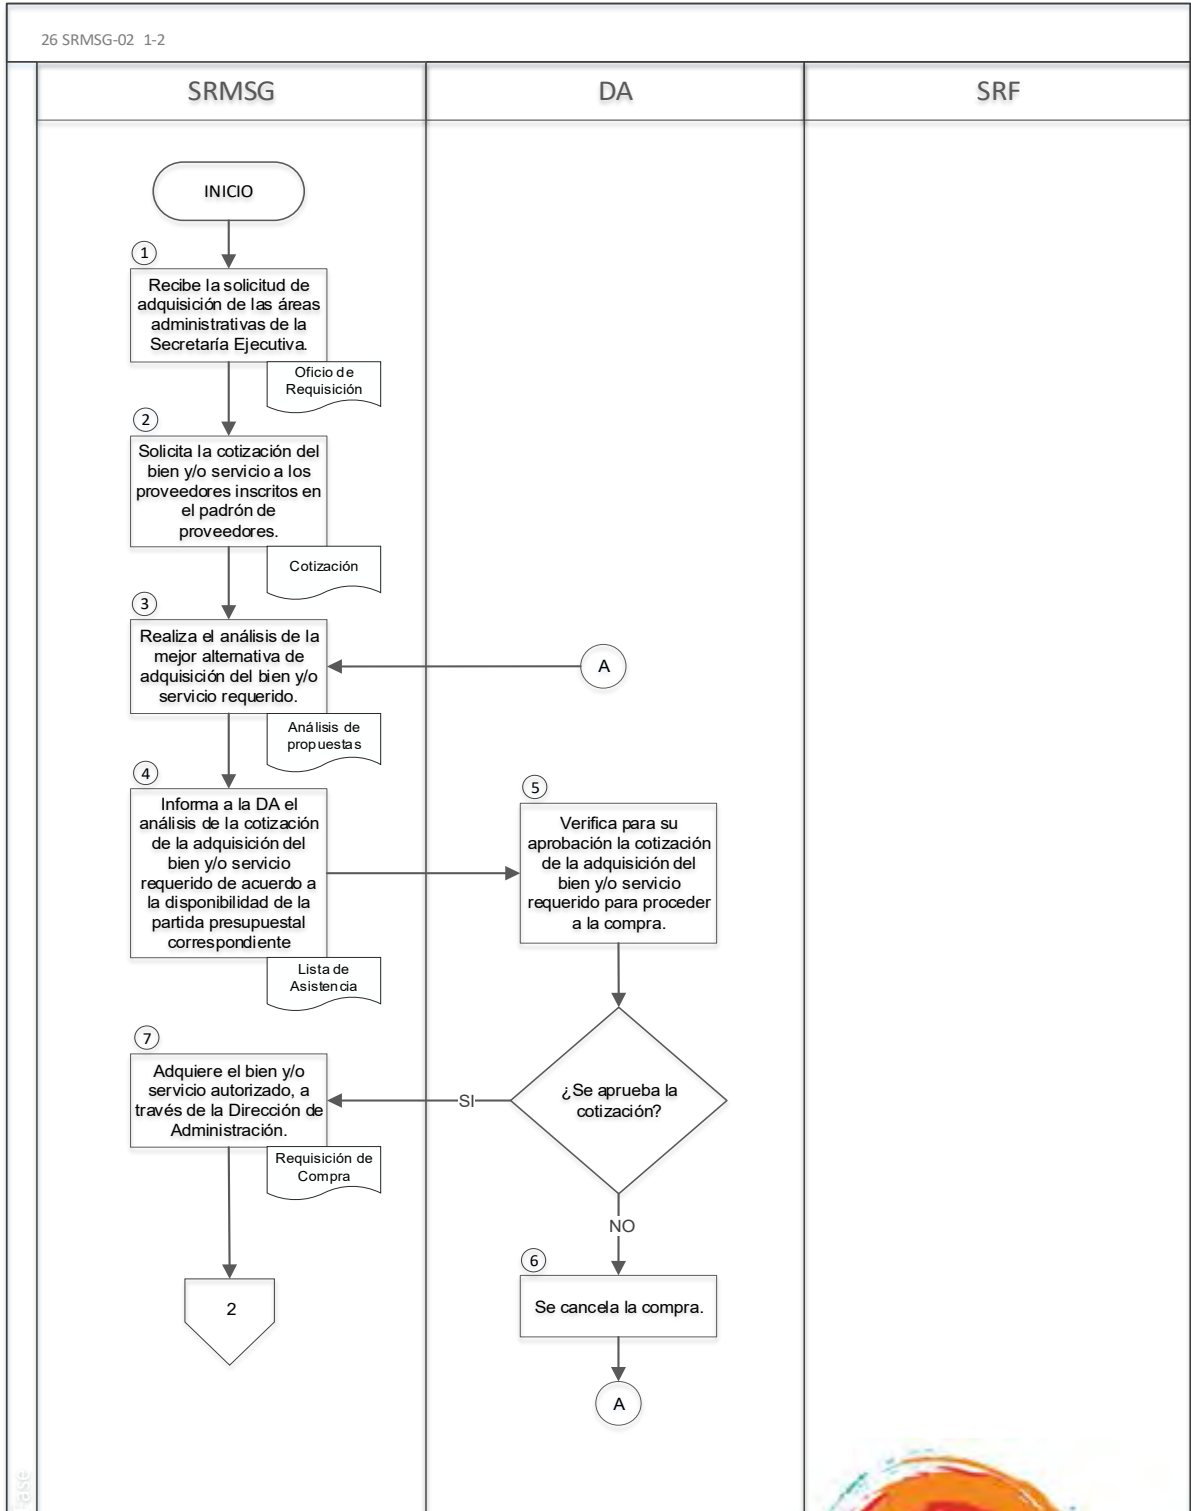 26 SRMSG-02 1-2
SRMSG
DA
SRF
INICIO
1
Recibe la solicitud de
adquisición de las áreas
administrativas de la
Secretaría Ejecutiva.
Oficio de
Requisición
2
Solicita la cotización del
bien y/o servicio a los
proveedores inscritos en
el padrón de
proveedores.
Cotización
3
Realiza el análisis de la
mejor alternativa de
adquisición del bien y/o
servicio requerido.
A
Análisis de
propuestas
4
Informa a la DA el
análisis de la cotización
de la adquisición del
bien y/o servicio
requerido de acuerdo a
la disponibilidad de la
partida presupuestal
correspondiente
Lista de
Asistencia
5
Verifica para su
aprobación la cotización
de la adquisición del
bien y/o servicio
requerido para proceder
a la compra.
¿Se aprueba la
cotización?
SI
7
Adquiere el bien y/o
servicio autorizado, a
través de la Dirección de
Administración.
Requisición de
Compra
2
NO
6
Se cancela la compra.
A